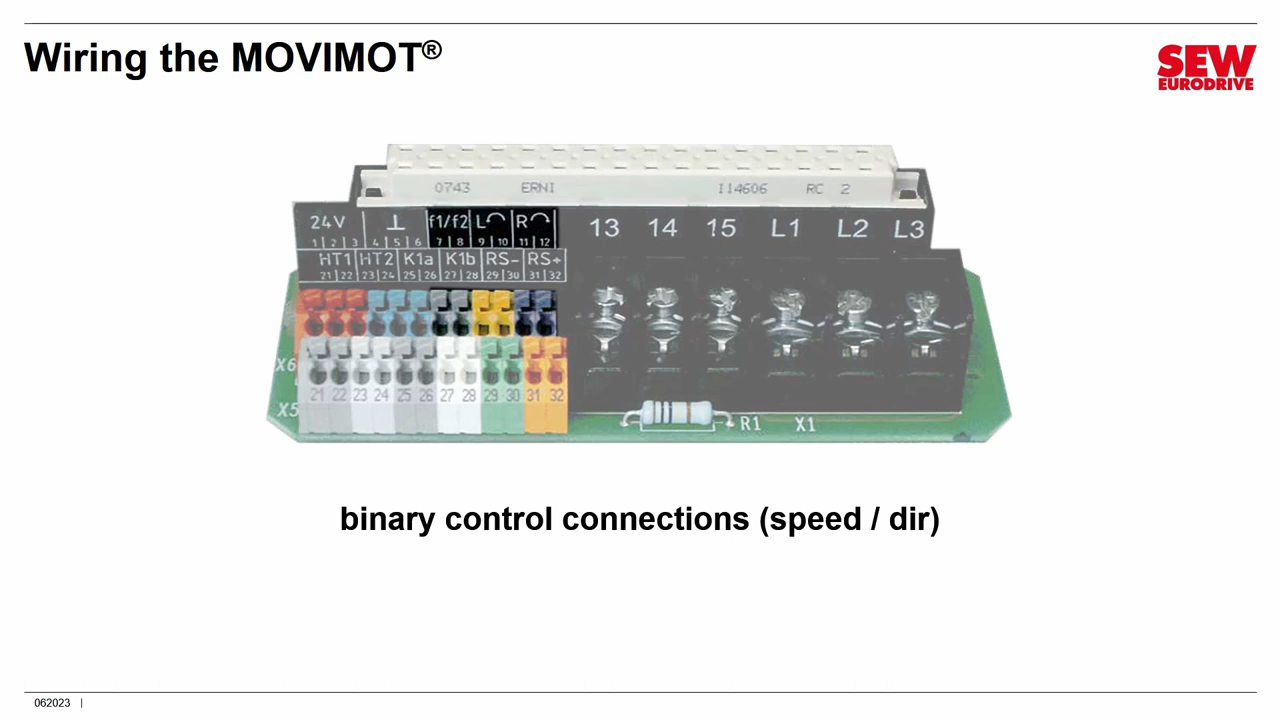 Wiring the MOVIMOT®
SEW
EURODRIVE
0743 ERNI 114606 RC 2
24V ⊥ f1/f2 L↶ R↷ 13 14 15 L1 L2 L3
1 2 3 4 5 6 7 8 9 10 11 12
HT1 HT2 K1a K1b RS- RS+
21 22 23 24 25 26 27 28 29 30 31 32
X6
21 22 23 24 25 26 27 28 29 30 31 32
X5
R1 X1
binary control connections (speed / dir)
062023 |